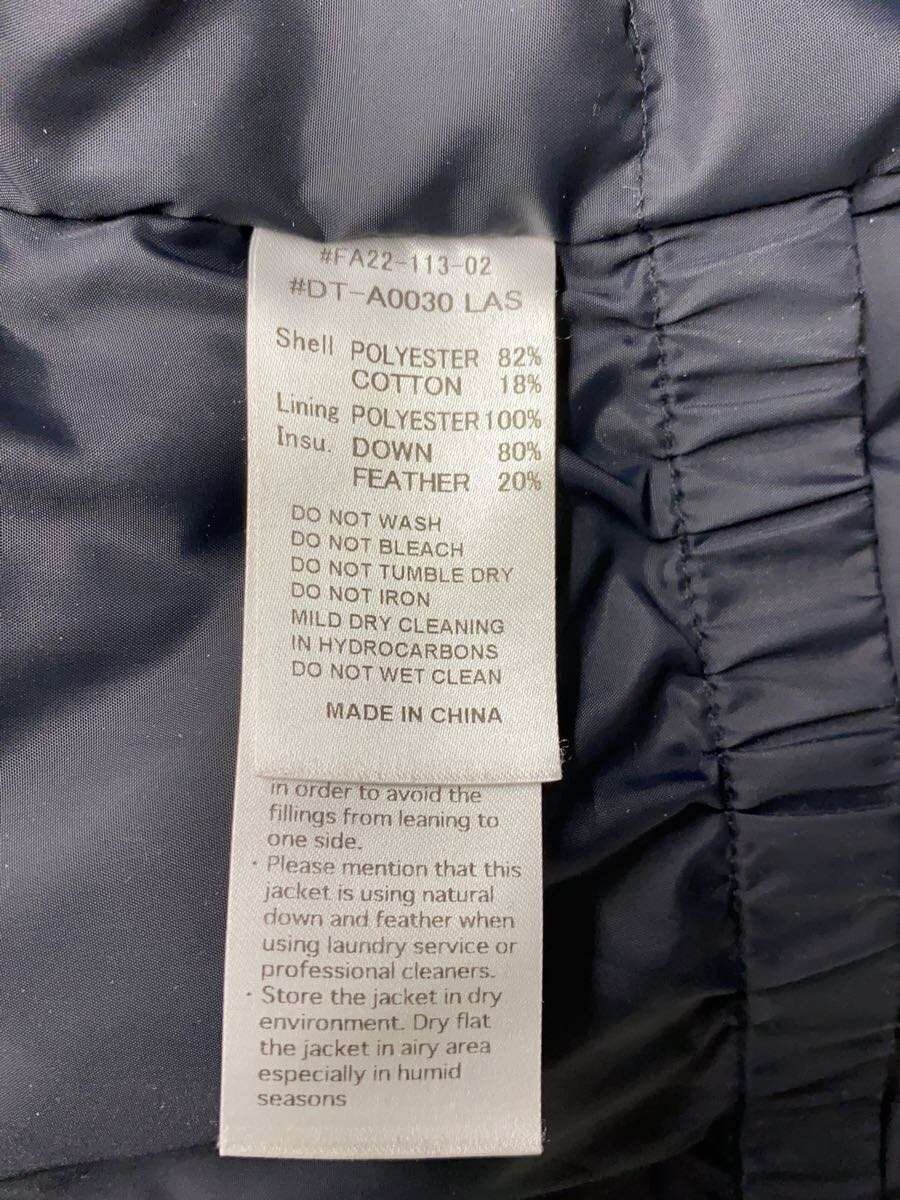 #FA22-113-02
#DT-A0030 LAS
Shell POLYESTER 82%
COTTON 18%
Lining POLYESTER 100%
Insu. DOWN 80%
FEATHER 20%
DO NOT WASH
DO NOT BLEACH
DO NOT TUMBLE DRY
DO NOT IRON
MILD DRY CLEANING
IN HYDROCARBONS
DO NOT WET CLEAN
MADE IN CHINA
in order to avoid the
fillings from leaning to
one side.
· Please mention that this
jacket is using natural
down and feather when
using laundry service or
professional cleaners.
· Store the jacket in dry
environment. Dry flat
the jacket in airy area
especially in humid
seasons